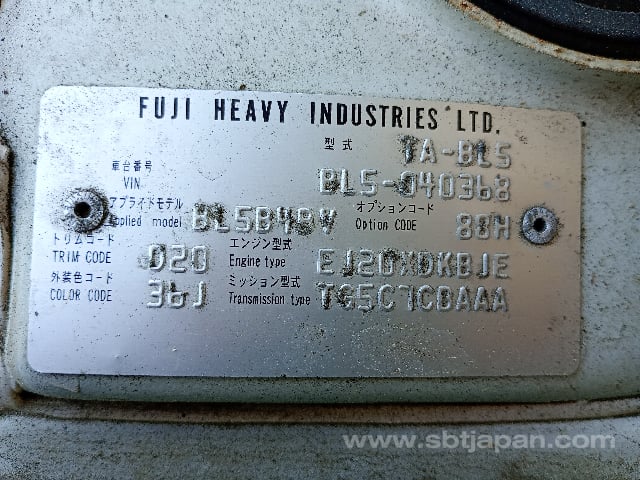 FUJI HEAVY INDUSTRIES LTD.
型式 TA-BL5
車台番号
VIN BL5-040368
アプライドモデル オプションコード
Applied model BL5B4BV Option CODE 88H
トリムコード エンジン型式
TRIM CODE 020 Engine type EJ20XDKBJE
外装色コード ミッション型式
COLOR CODE 36J Transmission type TG5C7CBAAA
www.sbtjapan.com